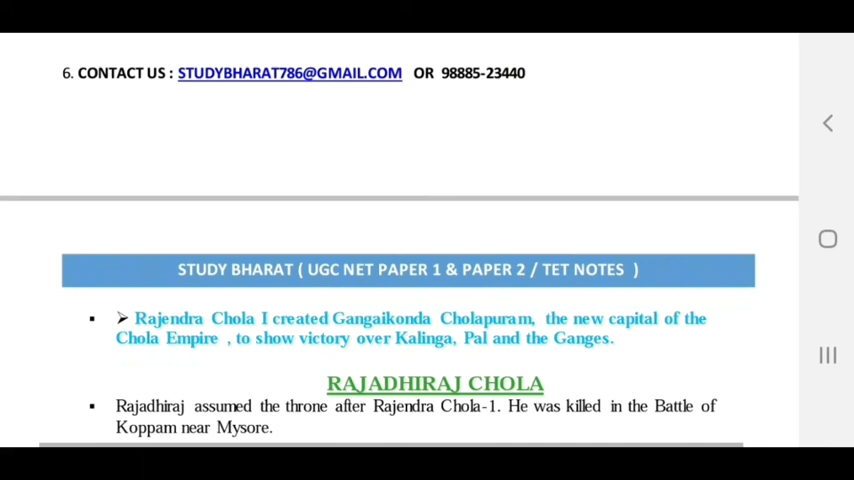 6. CONTACT US : STUDYBHARAT786@GMAIL.COM OR 98885-23440
STUDY BHARAT ( UGC NET PAPER 1 & PAPER 2 / TET NOTES )
▪ ➢ Rajendra Chola I created Gangaikonda Cholapuram, the new capital of the
Chola Empire , to show victory over Kalinga, Pal and the Ganges.
RAJADHIRAJ CHOLA
▪ Rajadhiraj assumed the throne after Rajendra Chola-1. He was killed in the Battle of
Koppam near Mysore.